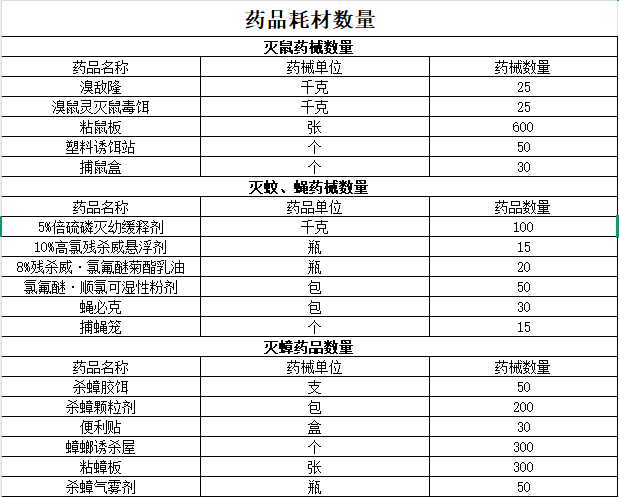 药品耗材数量
灭鼠药械数量
药品名称 药械单位 药械数量
溴敌隆 千克 25
溴鼠灵灭鼠毒饵 千克 25
粘鼠板 张 600
塑料诱饵站 个 50
捕鼠盒 个 30
灭蚊、蝇药械数量
药品名称 药品单位 药品数量
5%倍硫磷灭幼缓释剂 千克 100
10%高氯残杀威悬浮剂 瓶 15
8%残杀威·氯氟醚菊酯乳油 瓶 20
氯氟醚·顺氯可湿性粉剂 包 50
蝇必克 包 30
捕蝇笼 个 15
灭蟑药品数量
药品名称 药械单位 药械数量
杀蟑胶饵 支 50
杀蟑颗粒剂 包 200
便利贴 盒 30
蟑螂诱杀屋 个 300
粘蟑板 张 300
杀蟑气雾剂 瓶 50